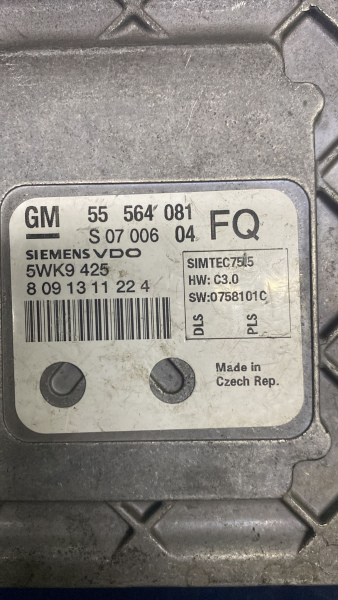 GM 55 564 081
S 07 006 04 FQ
SIEMENS VDO
5WK9 425
8 09 13 11 22 4
SIMTEC75.5
HW: C3.0
SW:0758101C
DLS
PLS
Made in
Czech Rep.